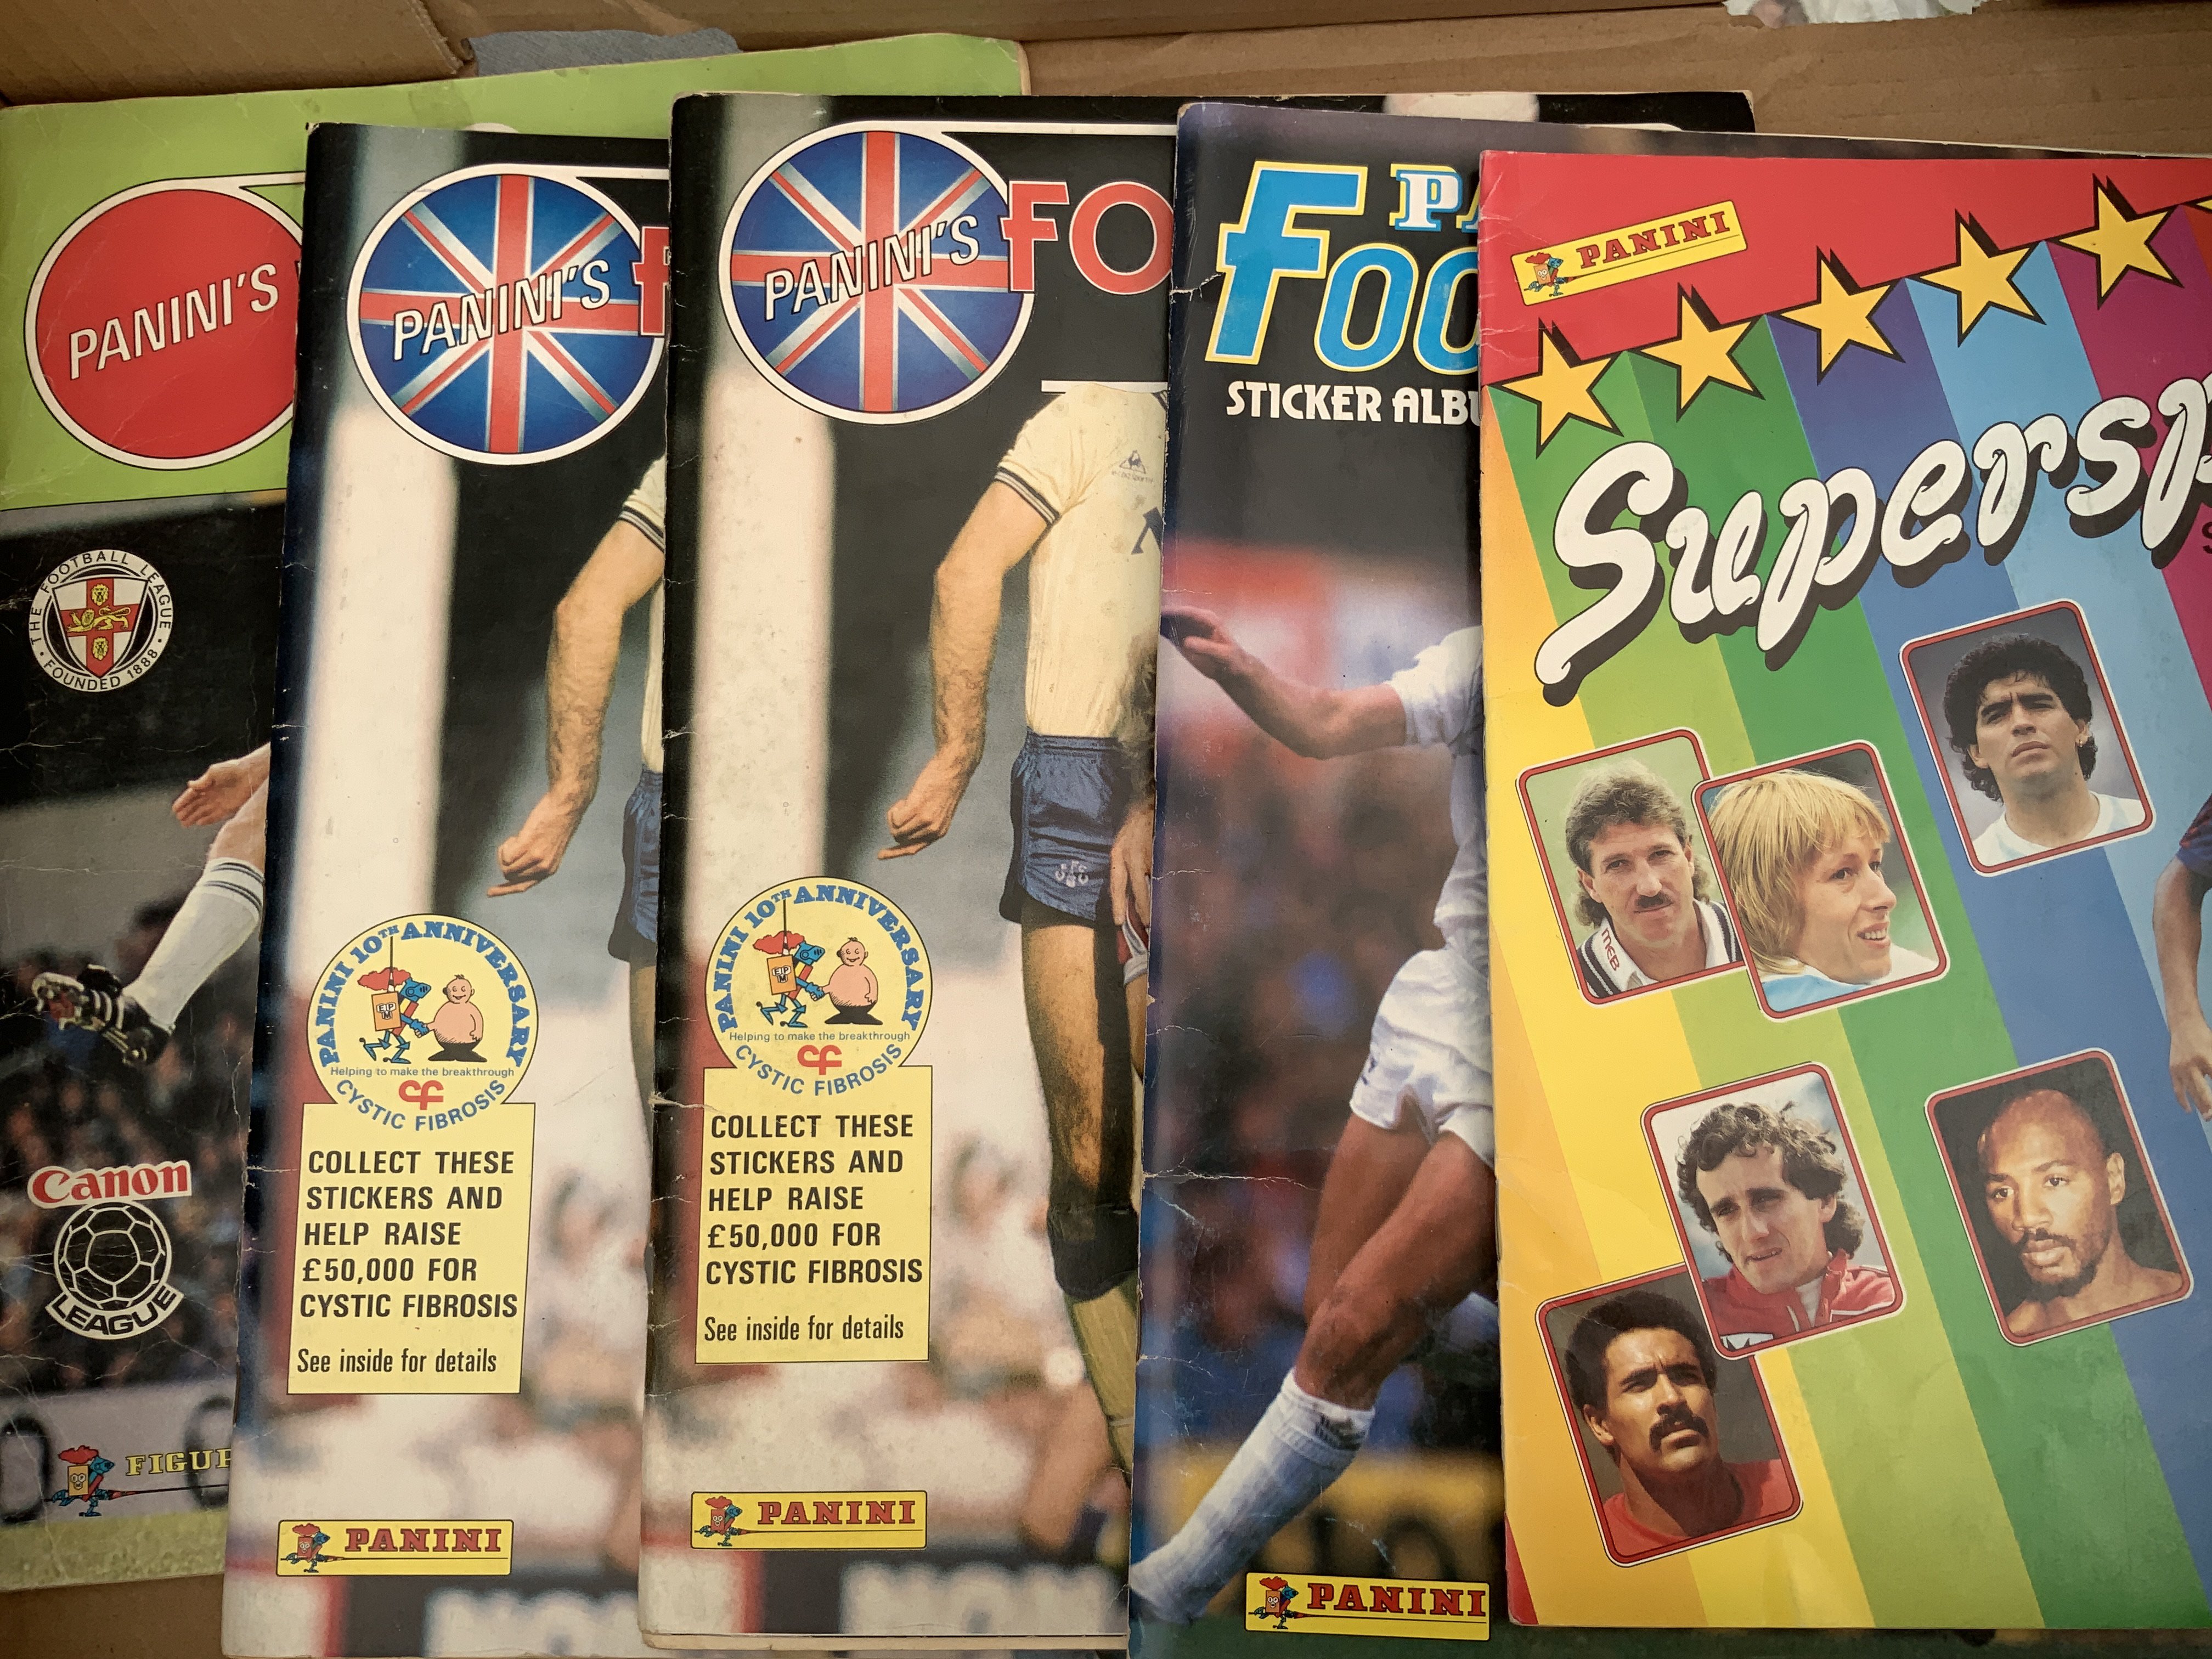 PANINI'S
THE FOOTBALL LEAGUE
FOUNDED 1888
Canon
LEAGUE
PANINI'S
PANINI 10TH ANNIVERSARY
Helping to make the breakthrough
CF
CYSTIC FIBROSIS
COLLECT THESE
STICKERS AND
HELP RAISE
£50,000 FOR
CYSTIC FIBROSIS
See inside for details
PANINI
PANINI'S FO
PANINI 10TH ANNIVERSARY
Helping to make the breakthrough
CF
CYSTIC FIBROSIS
COLLECT THESE
STICKERS AND
HELP RAISE
£50,000 FOR
CYSTIC FIBROSIS
See inside for details
PANINI
PA
FOO
STICKER ALBU
PANINI
PANINI
Supersp